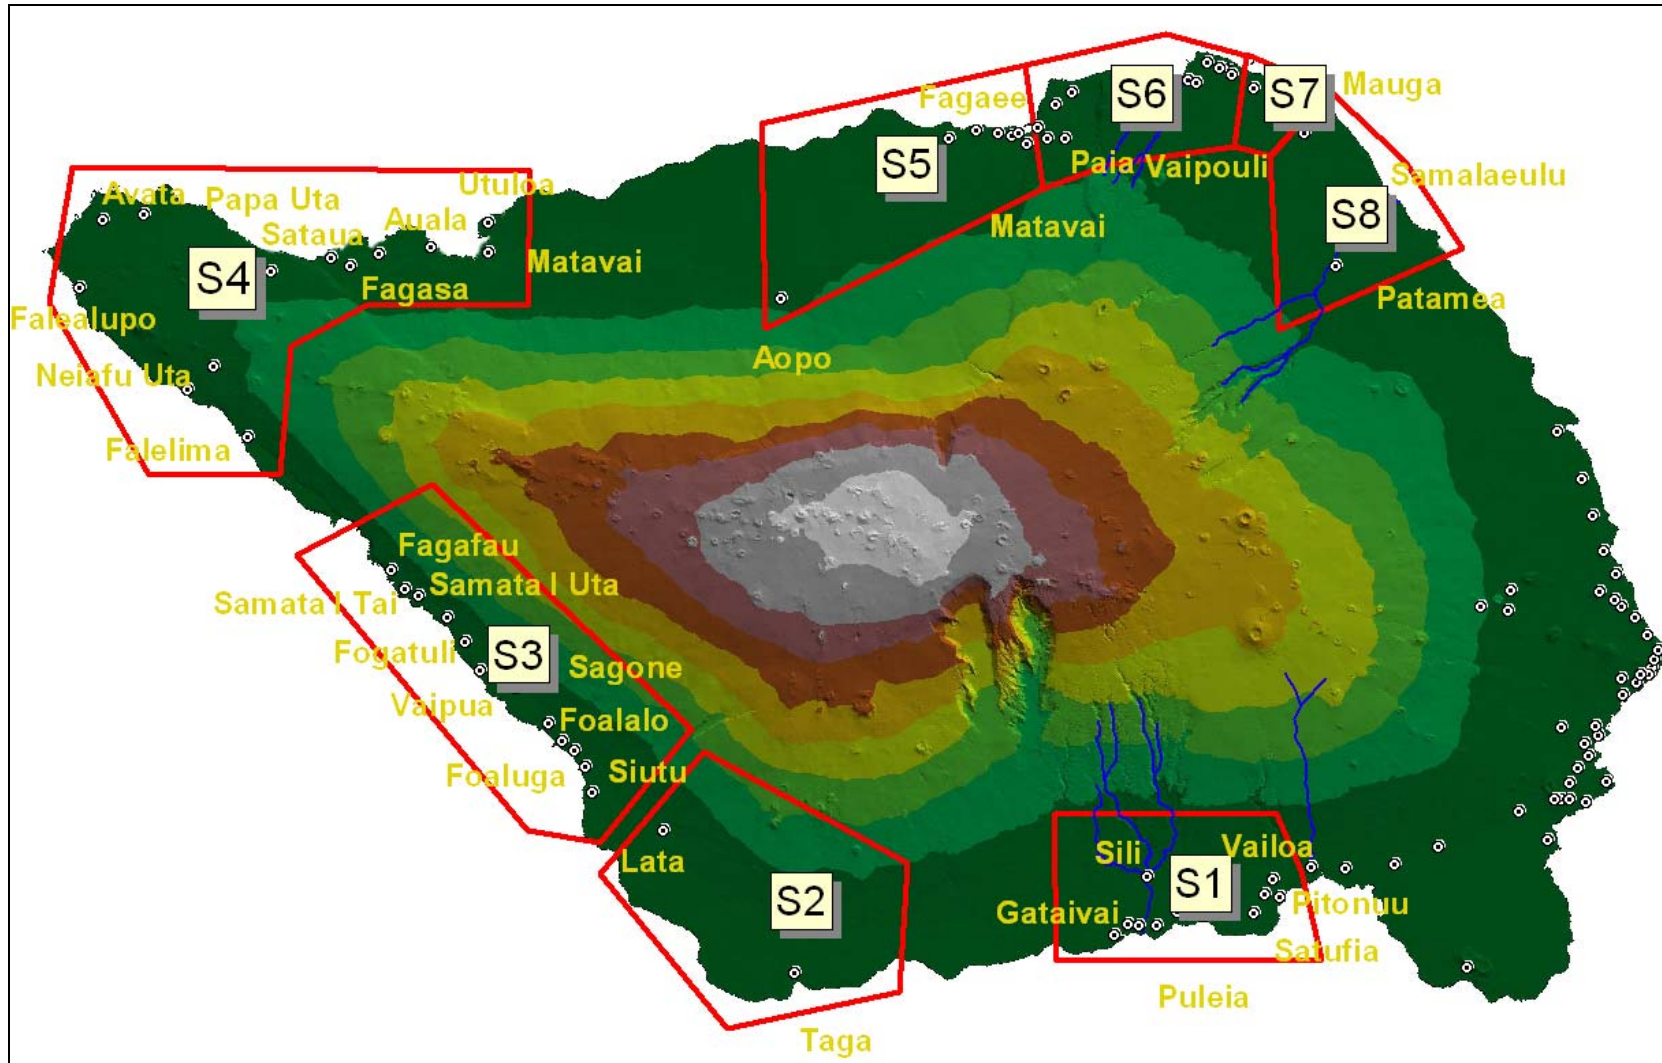 Fagaee
S6
S7
Mauga
S5
Paia
Vaipouli
Samalaeulu
Avata
Papa Uta
Utuloa
Auala
Sataua
S8
Matavai
Matavai
S4
Fagasa
Patamea
Falealupo
Aopo
Neiafu Uta
Falelima
Fagafau
Samata I Uta
Samata I Tai
Fogatuli
S3
Sagone
Vaipua
Foalalo
Foaluga
Siutu
Lata
Sili
Vailoa
S2
S1
Gataivai
Pitonuu
Satufia
Puleia
Taga